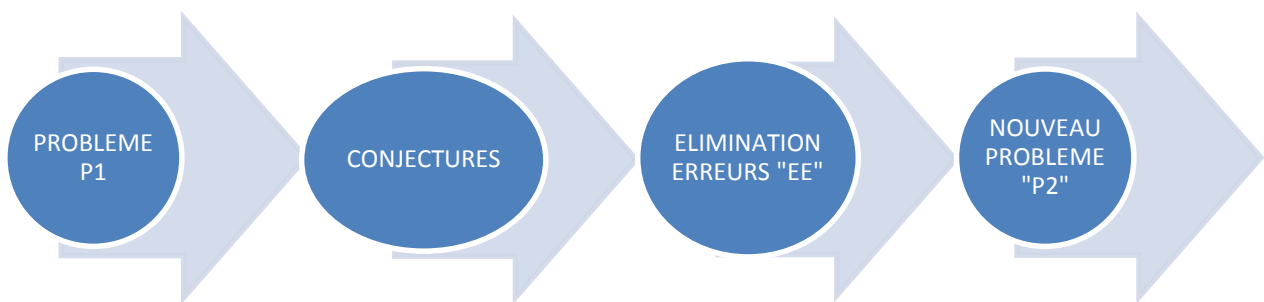 PROBLEME
P1
CONJECTURES
ELIMINATION
ERREURS "EE"
NOUVEAU
PROBLEME
"P2"